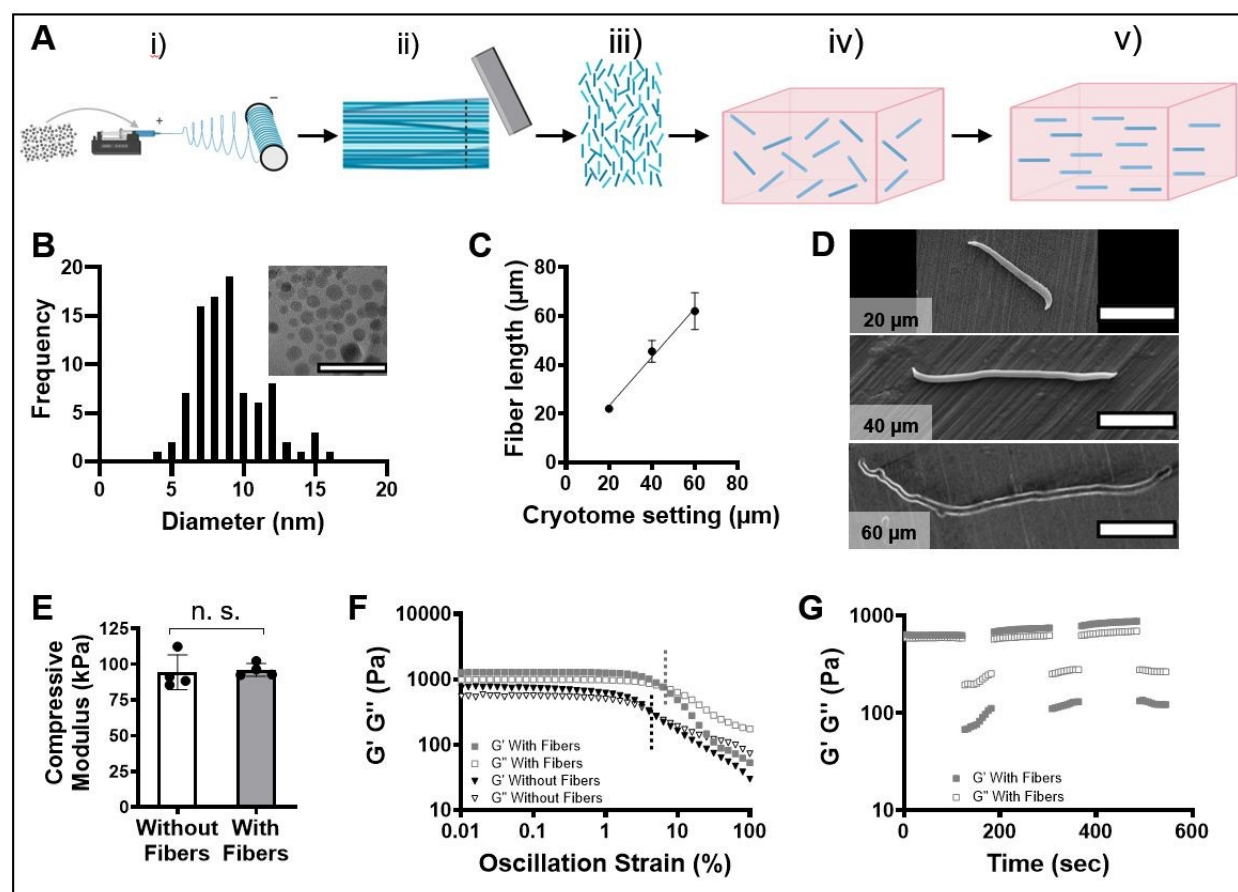 A
i)
ii)
iii)
iv)
v)
+
−
B
20
15
10
5
0
Frequency
0
5
10
15
20
Diameter (nm)
C
80
60
40
20
0
Fiber length (µm)
0
20
40
60
80
Cryotome setting (µm)
D
20 µm
40 µm
60 µm
E
n. s.
125
100
75
50
25
0
Compressive
Modulus (kPa)
Without
Fibers
With
Fibers
F
10000
1000
100
10
G' G'' (Pa)
G' With Fibers
G'' With Fibers
G' Without Fibers
G'' Without Fibers
0.01
0.1
1
10
100
Oscillation Strain (%)
G
1000
100
10
G' G'' (Pa)
G' With Fibers
G'' With Fibers
0
200
400
600
Time (sec)